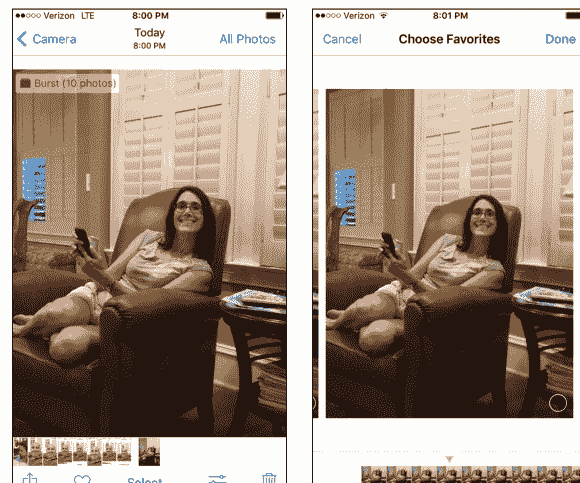 Verizon LTE 8:00 PM
Camera
Today
8:00 PM
All Photos
Burst (10 photos)
Select
Verizon 8:01 PM
Cancel
Choose Favorites
Done